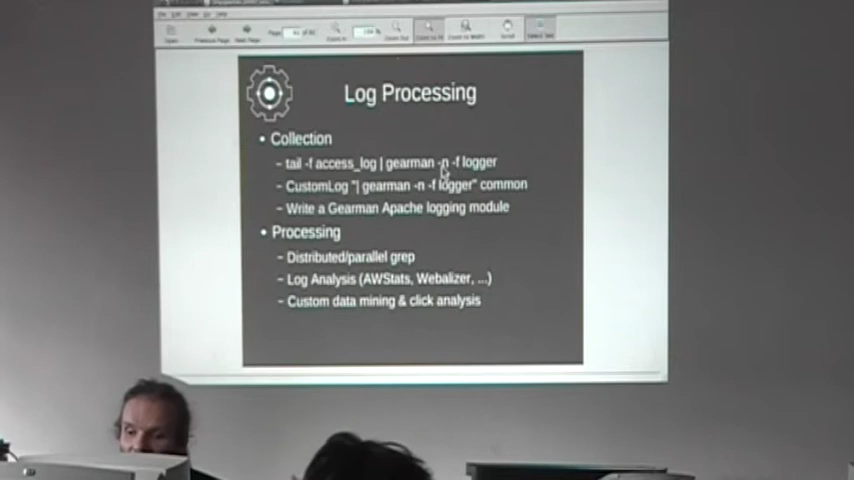 Log Processing
• Collection
– tail -f access_log | gearman -n -f logger
– CustomLog "| gearman -n -f logger" common
– Write a Gearman Apache logging module
• Processing
– Distributed/parallel grep
– Log Analysis (AWStats, Webalizer, ...)
– Custom data mining & click analysis